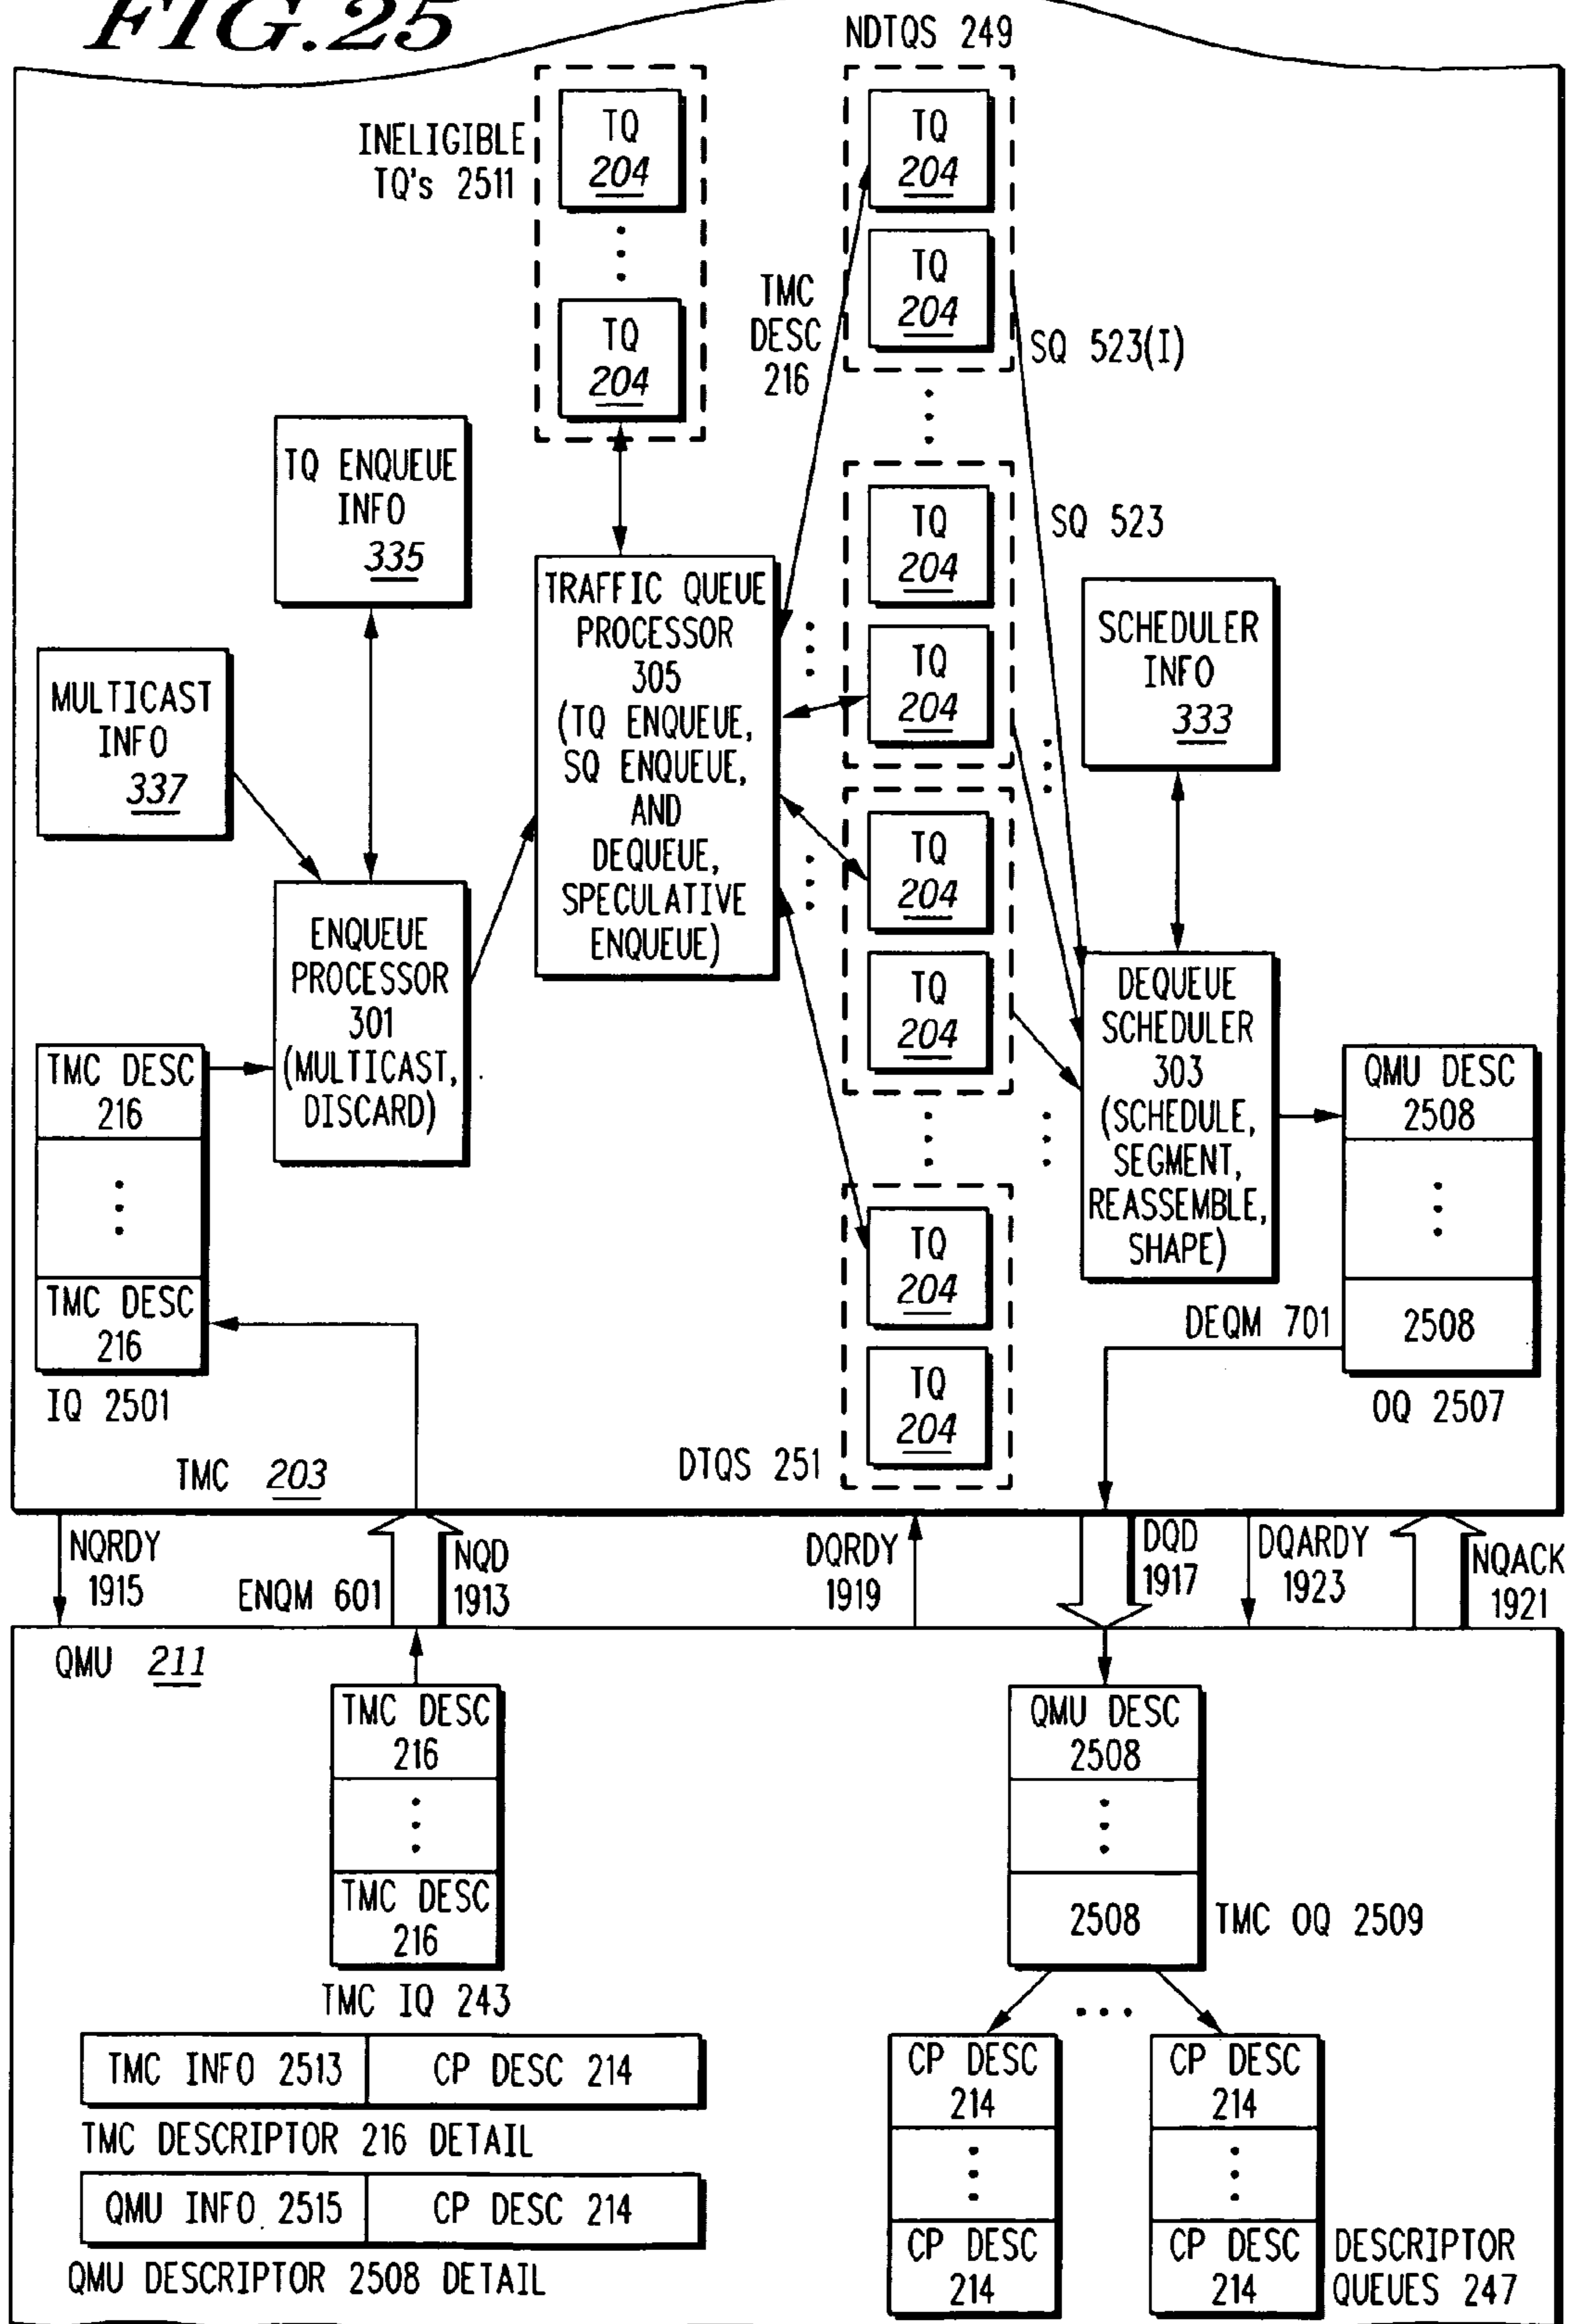 FIG.25
NDTQS 249
INELIGIBLE
TQ's 2511
TQ
204
TQ
204
TQ
204
TQ
204
TMC
DESC
216
SQ 523(I)
TQ ENQUEUE
INFO
335
MULTICAST
INFO
337
TRAFFIC QUEUE
PROCESSOR
305
(TQ ENQUEUE,
SQ ENQUEUE,
AND
DEQUEUE,
SPECULATIVE
ENQUEUE)
TQ
204
TQ
204
SQ 523
SCHEDULER
INFO
333
TQ
204
TQ
204
ENQUEUE
PROCESSOR
301
(MULTICAST,
DISCARD)
TMC DESC
216
TMC DESC
216
IQ 2501
DEQUEUE
SCHEDULER
303
(SCHEDULE,
SEGMENT,
REASSEMBLE,
SHAPE)
QMU DESC
2508
2508
OQ 2507
DEQM 701
TQ
204
TQ
204
DTQS 251
TMC 203
NQRDY
1915
ENQM 601
NQD
1913
DQRDY
1919
DQD
1917
DQARDY
1923
NQACK
1921
QMU 211
TMC DESC
216
TMC DESC
216
TMC IQ 243
QMU DESC
2508
2508
TMC OQ 2509
TMC INFO 2513
CP DESC 214
TMC DESCRIPTOR 216 DETAIL
QMU INFO 2515
CP DESC 214
QMU DESCRIPTOR 2508 DETAIL
CP DESC
214
CP DESC
214
CP DESC
214
CP DESC
214
DESCRIPTOR
QUEUES 247